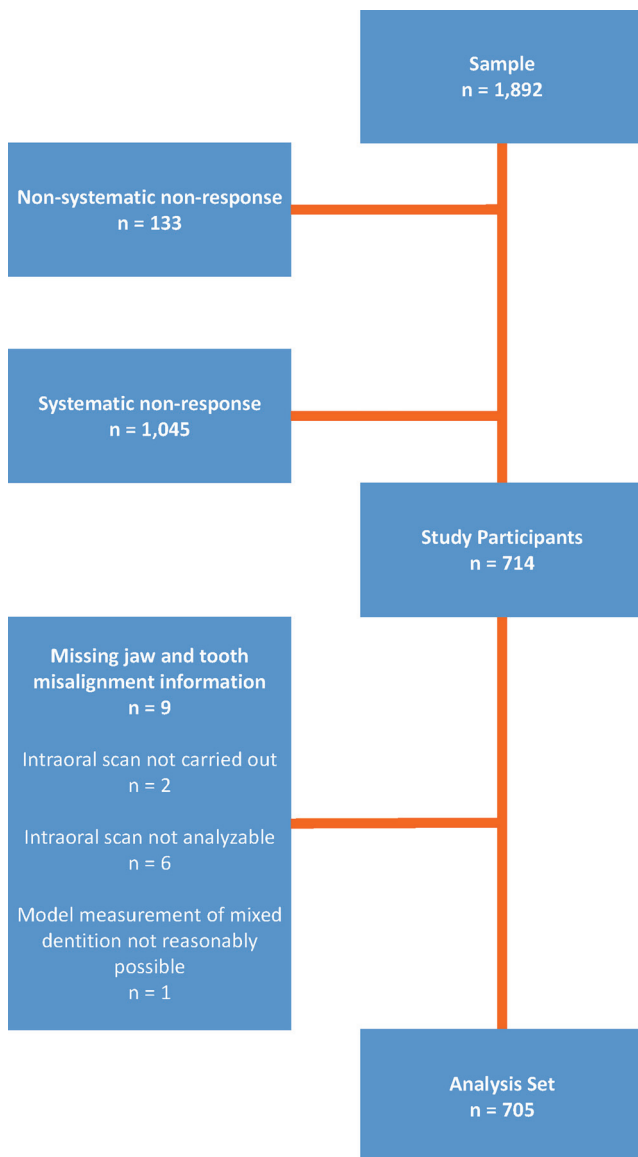 Sample
n = 1,892
Non-systematic non-response
n = 133
Systematic non-response
n = 1,045
Study Participants
n = 714
Missing jaw and tooth
misalignment information
n = 9
Intraoral scan not carried out
n = 2
Intraoral scan not analyzable
n = 6
Model measurement of mixed
dentition not reasonably
possible
n = 1
Analysis Set
n = 705